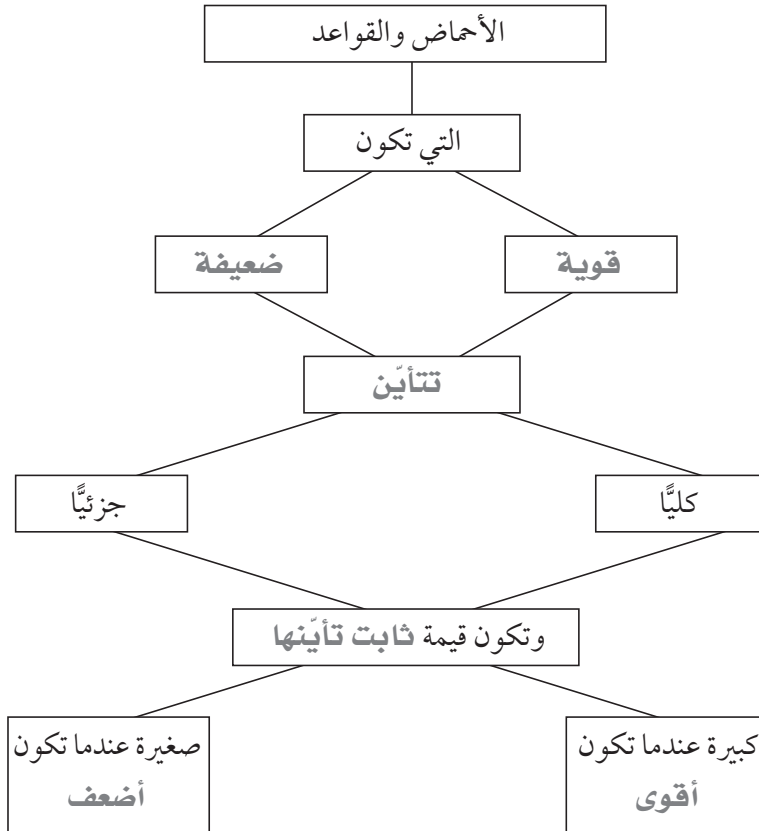 الأحماض والقواعد
التي تكون
قوية
ضعيفة
تتأيّن
كليًّا
جزئيًّا
وتكون قيمة ثابت تأيّنها
كبيرة عندما تكون
أقوى
صغيرة عندما تكون
أضعف